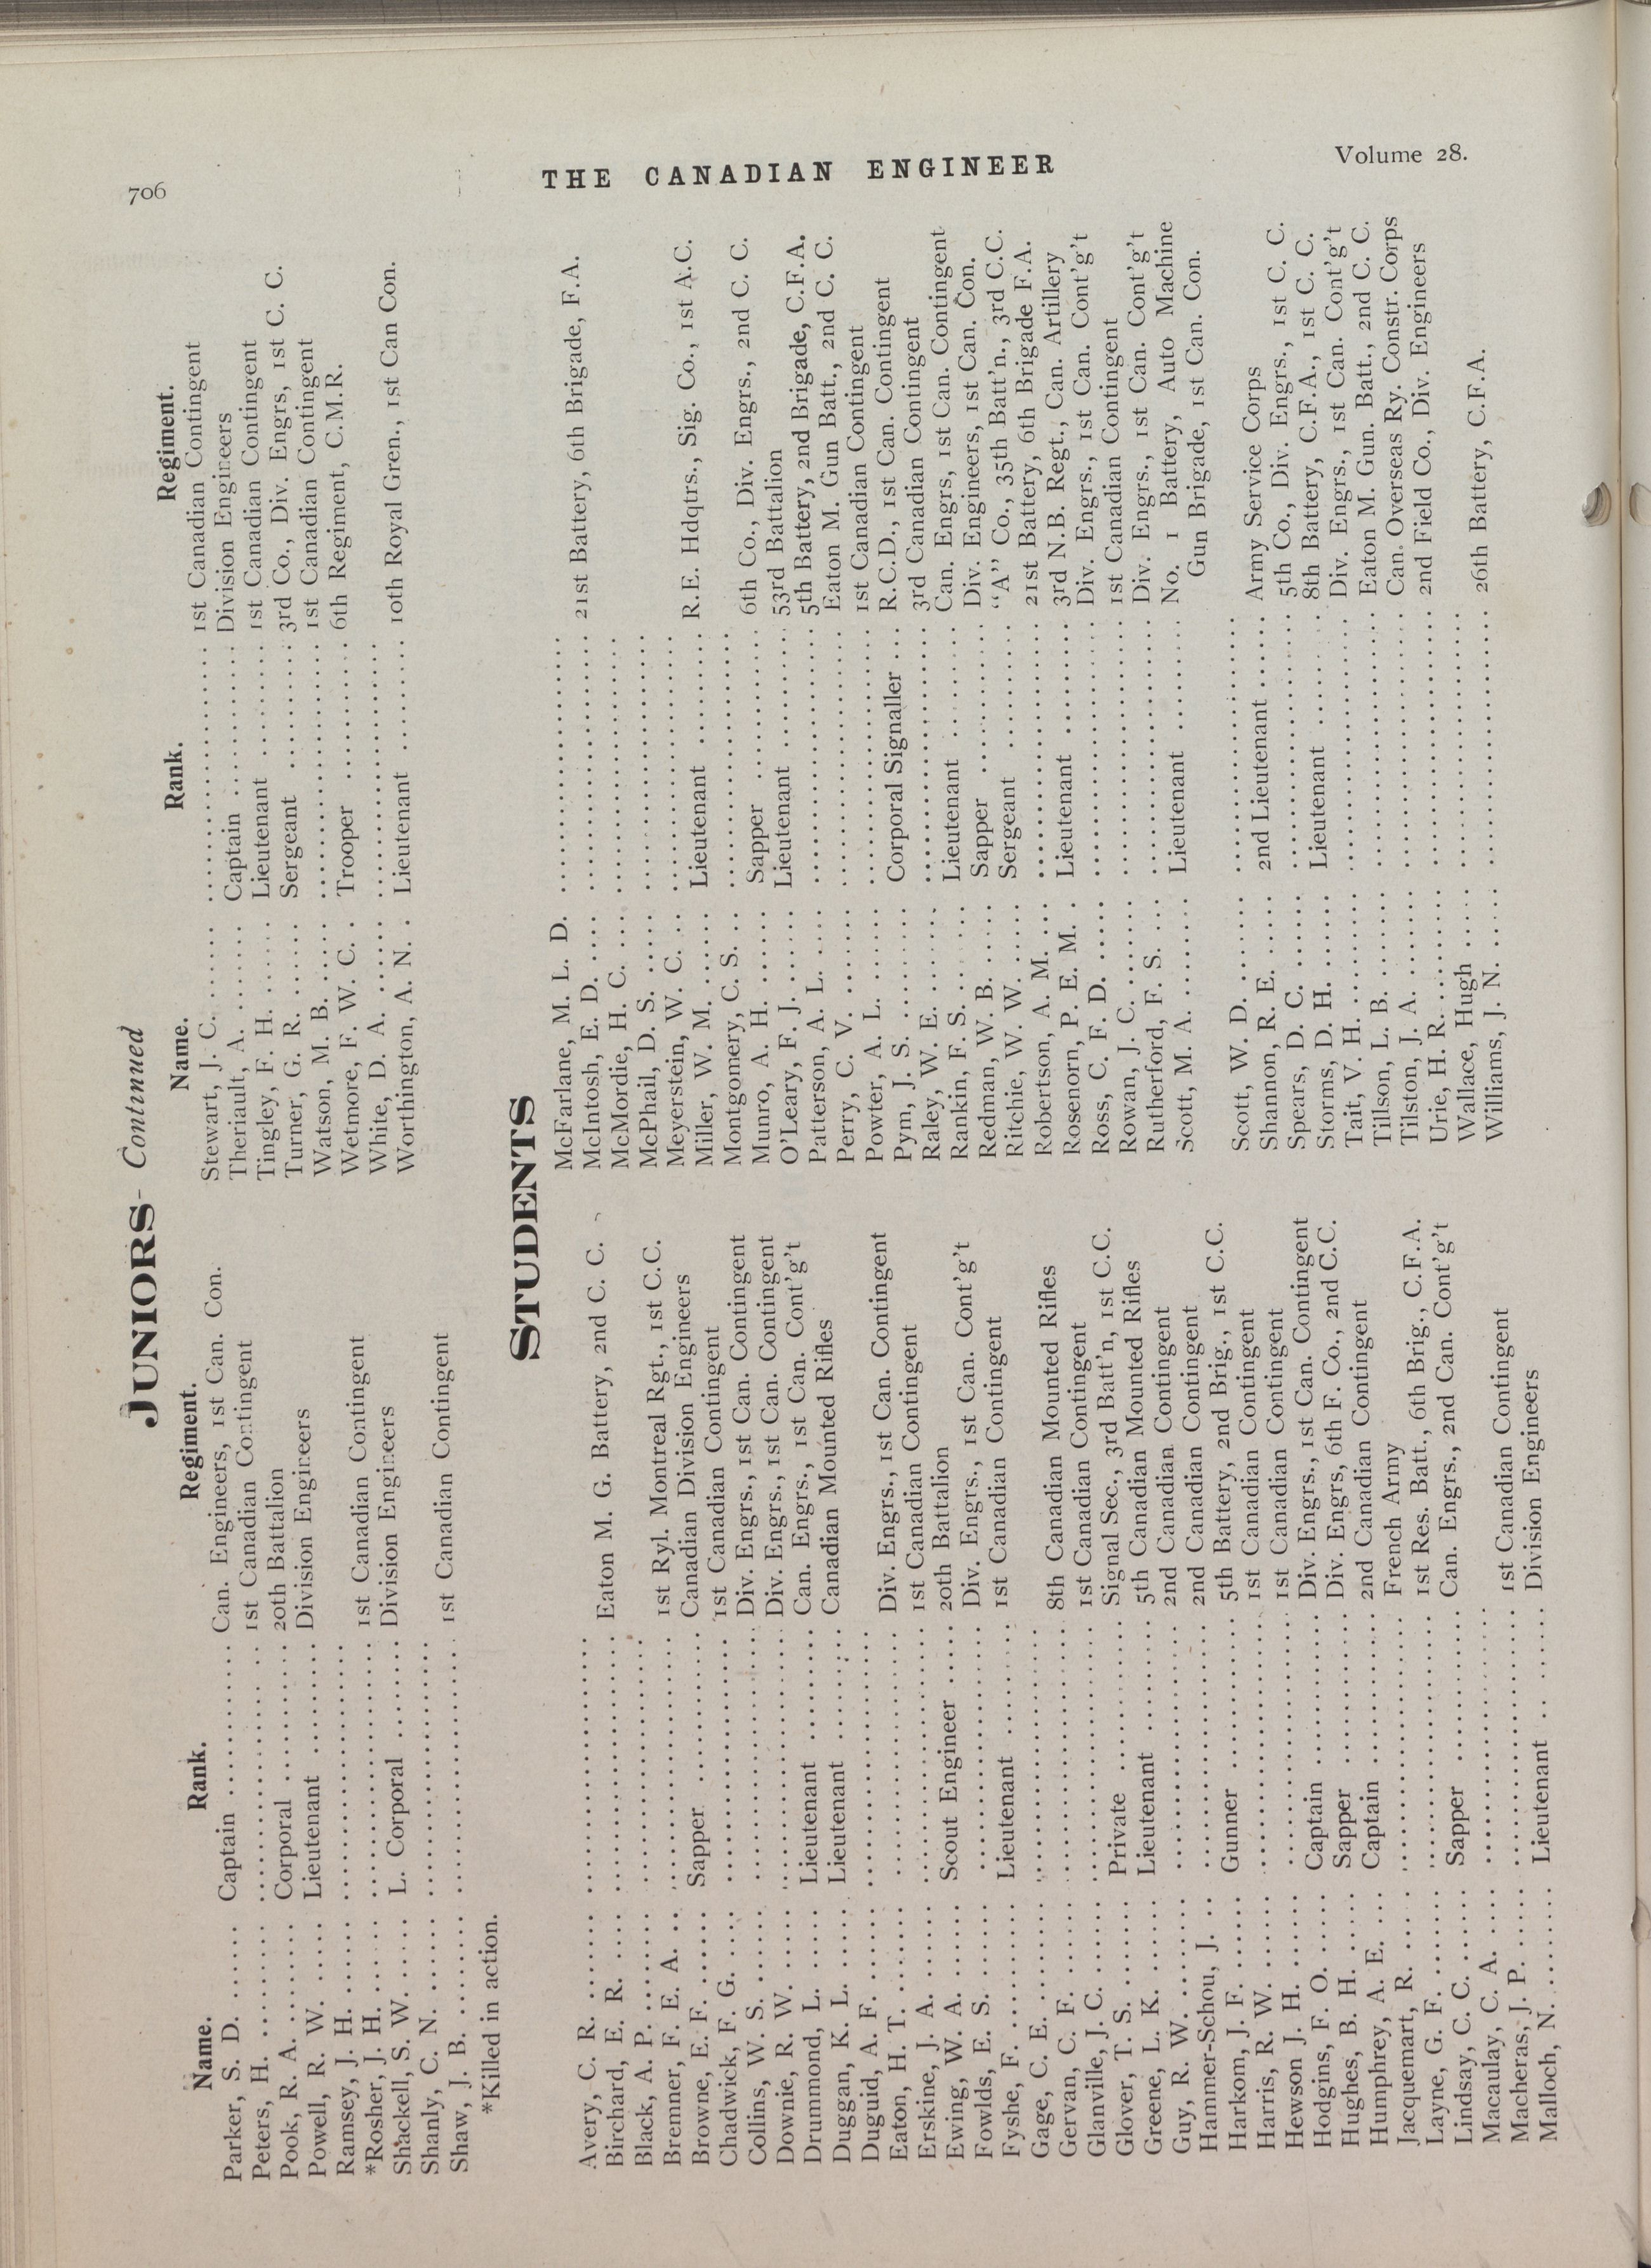 706
THE CANADIAN ENGINEER
Volume 28.
JUNIORS- Continued
Name. Rank. Regiment.
Parker, S. D. ...... Captain ............ Can. Engineers, 1st Can. Con.
Peters, H. ........ ........................ 1st Canadian Contingent
Pook, R. A. ....... Corporal .......... 20th Battalion
Powell, R. W. ..... Lieutenant ........ Division Engineers
Ramsey, J. H. ...... ........................
*Rosher, J. H. ...... ........................ 1st Canadian Contingent
Shackell, S. W. ..... L. Corporal ....... Division Engineers
Shanly, C. N. ...... ........................
Shaw, J. B. ........ ........................ 1st Canadian Contingent
*Killed in action.
Name. Rank. Regiment.
Stewart, J. C. ...... ........................ 1st Canadian Contingent
Theriault, A. ....... Captain ............ Division Engineers
Tingley, F. H. ...... Lieutenant ........ 1st Canadian Contingent
Turner, G. R. ...... Sergeant .......... 3rd Co., Div. Engrs, 1st C. C.
Watson, M. B. ..... ........................ 1st Canadian Contingent
Wetmore, F. W. C. . Trooper .......... 6th Regiment, C.M.R.
White, D. A. ..... ........................
Worthington, A. N. . Lieutenant ........ 10th Royal Gren., 1st Can Con.
STUDENTS
Avery, C. R. ...... ........................
Birchard, E. R. .... ........................ Eaton M. G. Battery, 2nd C. C.
Black, A. P. ....... ........................
Bremner, F. E. A. .. ........................ 1st Ryl. Montreal Rgt., 1st C.C.
Browne, E. F. ...... Sapper ............ Canadian Division Engineers
Chadwick, F. G. .... ........................ 1st Canadian Contingent
Collins, W. S. ...... ........................ Div. Engrs., 1st Can. Contingent
Downie, R. W. ..... ........................ Div. Engrs., 1st Can. Contingent
Drummond, L. ...... Lieutenant ........ Can. Engrs., 1st Can. Cont'g't
Duggan, K. L. ..... Lieutenant ........ Canadian Mounted Rifles
Duguid, A. F. ...... ........................
Eaton, H. T. ....... ........................ Div. Engrs., 1st Can. Contingent
Erskine, J. A. ...... ........................ 1st Canadian Contingent
Ewing, W. A. ...... Scout Engineer ..... 20th Battalion
Fowlds, E. S. ...... ........................ Div. Engrs., 1st Can. Cont'g't
Fyshe, F. ......... Lieutenant ........ 1st Canadian Contingent
Gage, C. E. ....... ........................
Gervan, C. F. ...... ........................ 8th Canadian Mounted Rifles
Glanville, J. C. ..... ........................ 1st Canadian Contingent
Glover, T. S. ...... Private ........... Signal Sec., 3rd Batt'n, 1st C.C.
Greene, L. K. ...... Lieutenant ........ 5th Canadian Mounted Rifles
Guy, R. W. ....... ........................ 2nd Canadian Contingent
Hammer-Schou, J. .. ........................ 2nd Canadian Contingent
Harkom, J. F. ...... Gunner ........... 5th Battery, 2nd Brig., 1st C.C.
Harris, R. W. ..... ........................ 1st Canadian Contingent
Hewson J. H. ...... ........................ 1st Canadian Contingent
Hodgins, F. O. ..... Captain ........... Div. Engrs., 1st Can. Contingent
Hughes, B. H. ..... Sapper ............ Div. Engrs, 6th F. Co., 2nd C.C.
Humphrey, A. E. ... Captain ........... 2nd Canadian Contingent
Jacquemart, R. .... ........................ French Army
Layne, G. F. ...... ........................ 1st Res. Batt., 6th Brig., C.F.A.
Lindsay, C. C. ..... Sapper ............ Can. Engrs., 2nd Can. Cont'g't
Macaulay, C. A. .... ........................
Macheras, J. P. ..... ........................ 1st Canadian Contingent
Malloch, N. ....... Lieutenant ........ Division Engineers
McFarlane, M. L. D. ........................
McIntosh, E. D. .... ........................ 21st Battery, 6th Brigade, F.A.
McMordie, H. C. ... ........................
McPhail, D. S. ..... ........................
Meyerstein, W. C. .. ........................
Miller, W. M. ..... Lieutenant ........ R.E. Hdqtrs., Sig. Co., 1st A.C.
Montgomery, C. S. .. ........................
Munro, A. H. ...... Sapper ............ 6th Co., Div. Engrs., 2nd C. C.
O'Leary, F. J. ...... Lieutenant ........ 53rd Battalion
Patterson, A. L. .... ........................ 5th Battery, 2nd Brigade, C.F.A.
Perry, C. V. ....... ........................ Eaton M. Gun Batt., 2nd C. C.
Powter, A. L. ...... ........................ 1st Canadian Contingent
Pym, J. S. ........ Corporal Signaller ... R.C.D., 1st Can. Contingent
Raley, W. E. ....... ........................ 3rd Canadian Contingent
Rankin, F. S. ...... Lieutenant ........ Can. Engrs, 1st Can. Contingent
Redman, W. B. ..... Sapper ............ Div. Engineers, 1st Can. Con.
Ritchie, W. W. ..... Sergeant .......... "A" Co., 35th Batt'n., 3rd C.C.
Robertson, A. M. ... ........................ 21st Battery, 6th Brigade F.A.
Rosenorn, P. E. M. . Lieutenant ........ 3rd N.B. Regt., Can. Artillery
Ross, C. F. D. ..... ........................ Div. Engrs., 1st Can. Cont'g't
Rowan, J. C. ....... ........................ 1st Canadian Contingent
Rutherford, F. S. ... ........................ Div. Engrs., 1st Can. Cont'g't
Scott, M. A. ....... Lieutenant ........ No. 1 Battery, Auto Machine
Gun Brigade, 1st Can. Con.
Scott, W. D. ....... ........................
Shannon, R. E. ..... 2nd Lieutenant ...... Army Service Corps
Spears, D. C. ...... ........................ 5th Co., Div. Engrs., 1st C. C.
Storms, D. H. ..... Lieutenant ........ 8th Battery, C.F.A., 1st C. C.
Tait, V. H. ........ ........................ Div. Engrs., 1st Can. Cont'g't
Tillson, L. B. ...... ........................ Eaton M. Gun. Batt., 2nd C. C.
Tilston, J. A. ...... ........................ Can. Overseas Ry. Constr. Corps
Urie, H. R. ........ ........................ 2nd Field Co., Div. Engineers
Wallace, Hugh .... ........................
Williams, J. N. ..... ........................ 26th Battery, C.F.A.